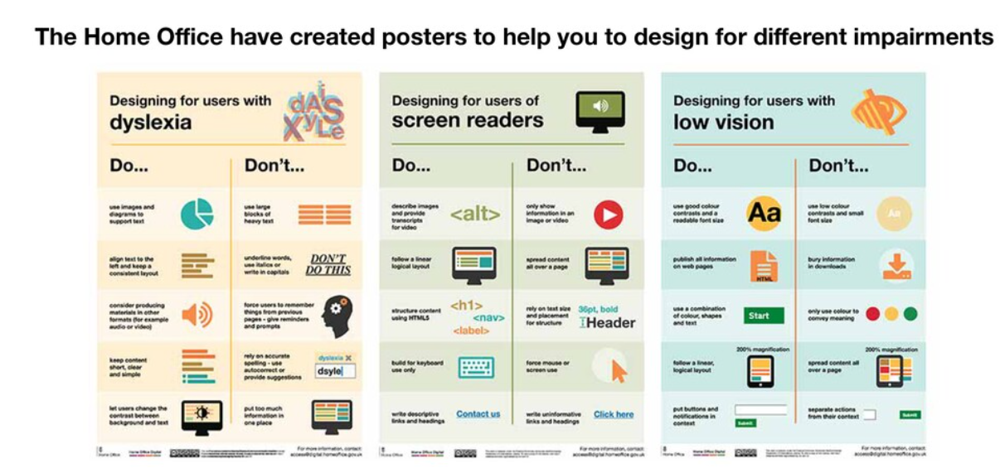 The Home Office have created posters to help you to design for different impairments
Designing for users with
dyslexia
dAiS
XYLe
Do...
Don't...
use images and
diagrams to
support text
use large
blocks of
heavy text
align text to the
left and keep a
consistent layout
underline words,
use italics or
write in capitals
DON'T
DO THIS
consider producing
materials in other
formats (for example
audio or video)
force users to remember
things from previous
pages - give reminders
and prompts
keep content
short, clear
and simple
rely on accurate
spelling - use
autocorrect or
provide suggestions
dyslexia
dsyle
let users change the
contrast between
background and text
put too much
information in
one place
Home Office
Home Office Digital
For more information, contact:
access@digital.homeoffice.gov.uk
Designing for users of
screen readers
Do...
Don't...
describe images
and provide
transcripts
for video
<alt>
only show
information in an
image or video
follow a linear
logical layout
spread content
all over a page
structure content
using HTML5
<h1>
<nav>
<label>
rely on text size
and placement
for structure
36pt, bold
Header
build for keyboard
use only
force mouse or
screen use
write descriptive
links and headings
Contact us
write uninformative
links and headings
Click here
Home Office
Home Office Digital
For more information, contact:
access@digital.homeoffice.gov.uk
Designing for users with
low vision
Do...
Don't...
use good colour
contrasts and a
readable font size
Aa
use low colour
contrasts and small
font size
Aa
publish all information
on web pages
HTML
bury information
in downloads
use a combination
of colour, shapes
and text
Start
only use colour to
convey meaning
follow a linear,
logical layout
200% magnification
spread content all
over a page
200% magnification
put buttons and
notifications in
context
Submit
separate actions
from their context
Submit
Home Office
Home Office Digital
For more information, contact:
access@digital.homeoffice.gov.uk